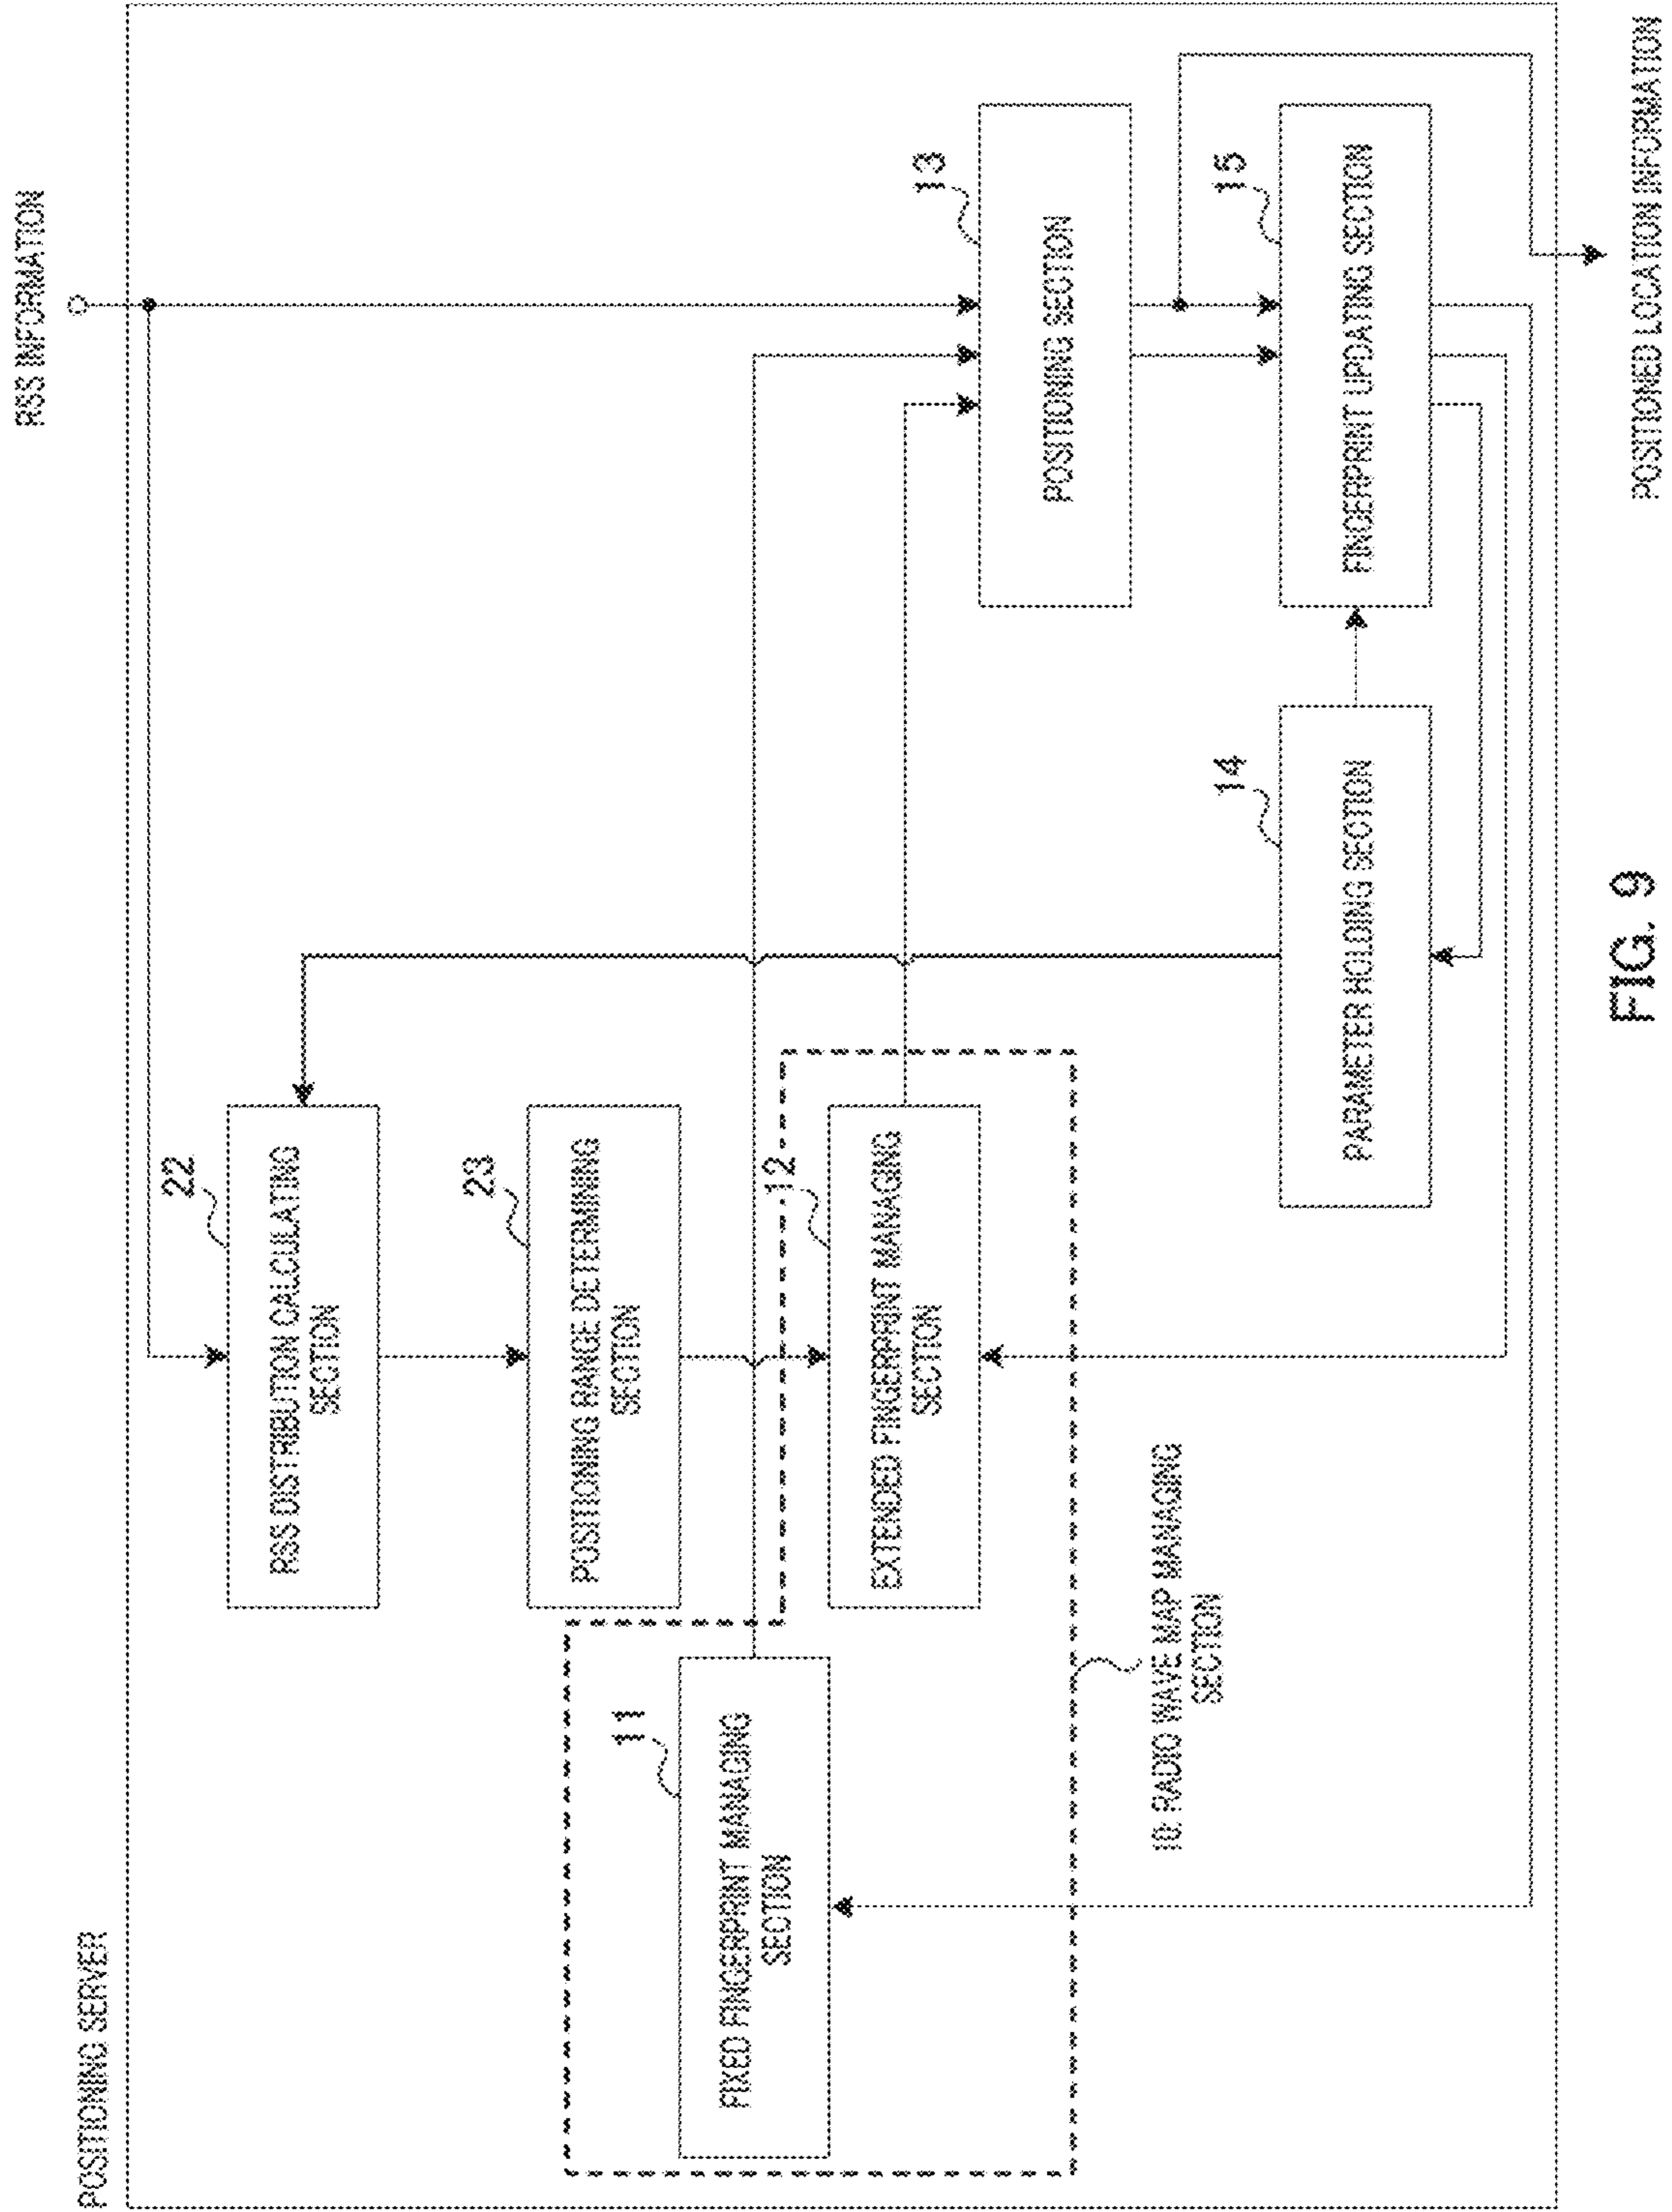 RSS INFORMATION
POSITIONING SERVER
22
RSS DISTRIBUTION CALCULATING
SECTION
23
POSITIONING RANGE DETERMINING
SECTION
11
FIXED FINGERPRINT MANAGING
SECTION
12
EXTENDED FINGERPRINT MANAGING
SECTION
13
POSITIONING SECTION
10: RADIO WAVE MAP MANAGING
SECTION
14
PARAMETER HOLDING SECTION
15
FINGERPRINT UPDATING SECTION
POSITIONED LOCATION INFORMATION
FIG. 9